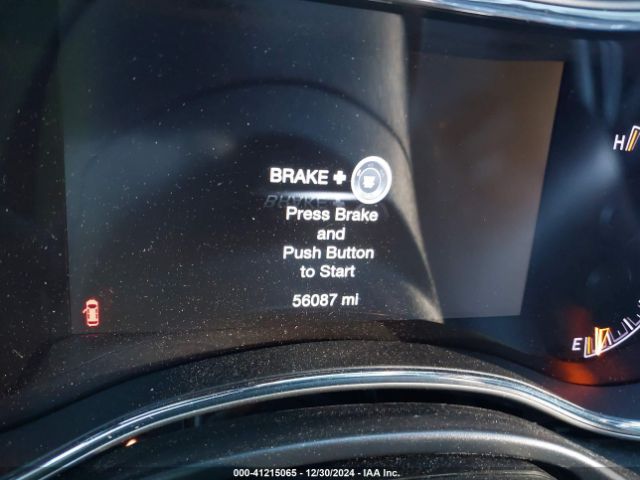 H
BRAKE +
Press Brake
and
Push Button
to Start
56087 mi
E
000-41215065 - 12/30/2024 - IAA Inc.